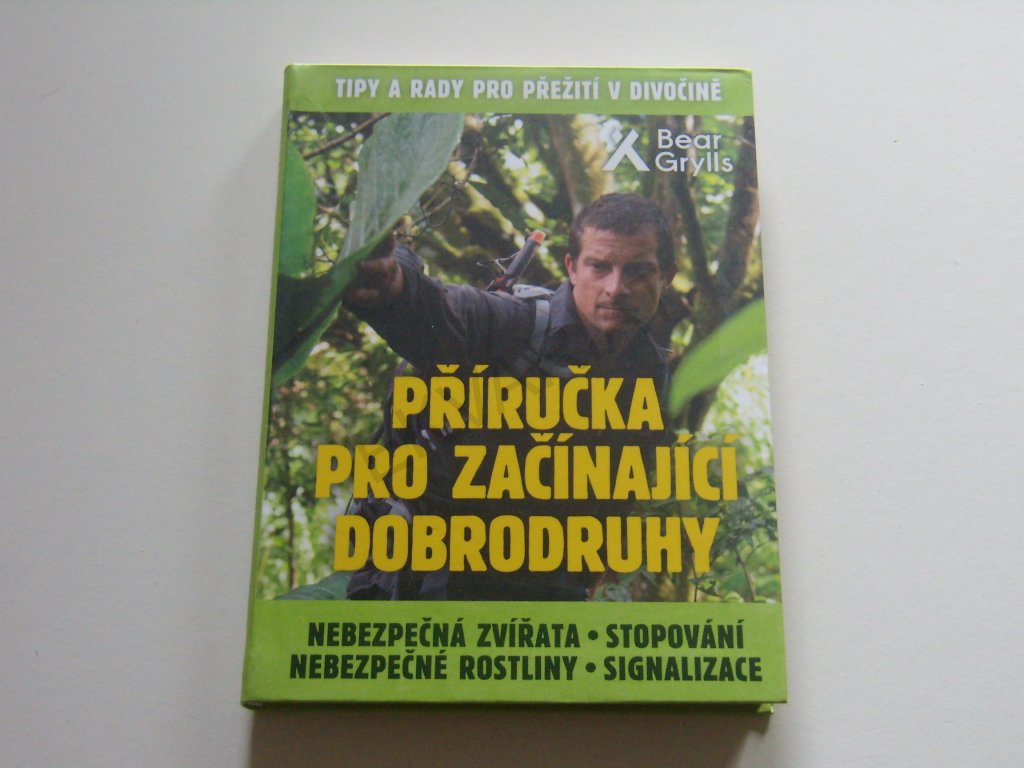 TIPY A RADY PRO PŘEŽITÍ V DIVOČINĚ
Bear
Grylls
PŘÍRUČKA
PRO ZAČÍNAJÍCÍ
DOBRODRUHY
NEBEZPEČNÁ ZVÍŘATA • STOPOVÁNÍ
NEBEZPEČNÉ ROSTLINY • SIGNALIZACE